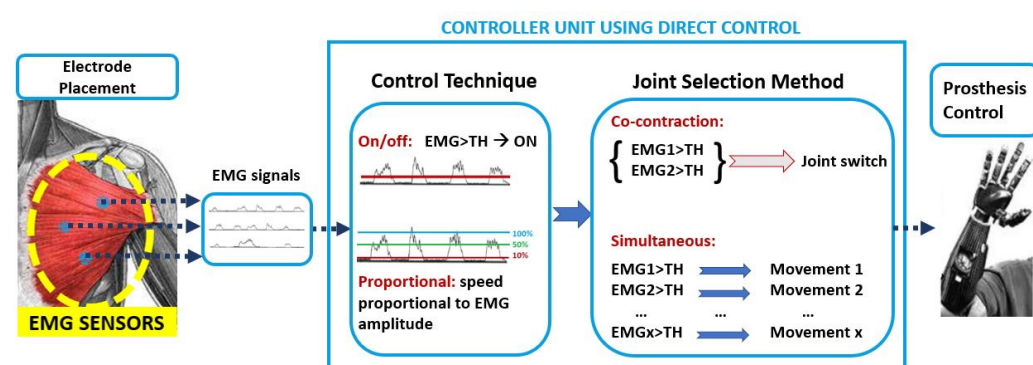 CONTROLLER UNIT USING DIRECT CONTROL
Electrode
Placement
EMG SENSORS
EMG signals
Control Technique
On/off: EMG>TH → ON
100%
50%
10%
Proportional: speed
proportional to EMG
amplitude
Joint Selection Method
Co-contraction:
{ EMG1>TH
EMG2>TH }
Joint switch
Simultaneous:
EMG1>TH Movement 1
EMG2>TH Movement 2
... ... ...
EMGx>TH Movement x
Prosthesis
Control